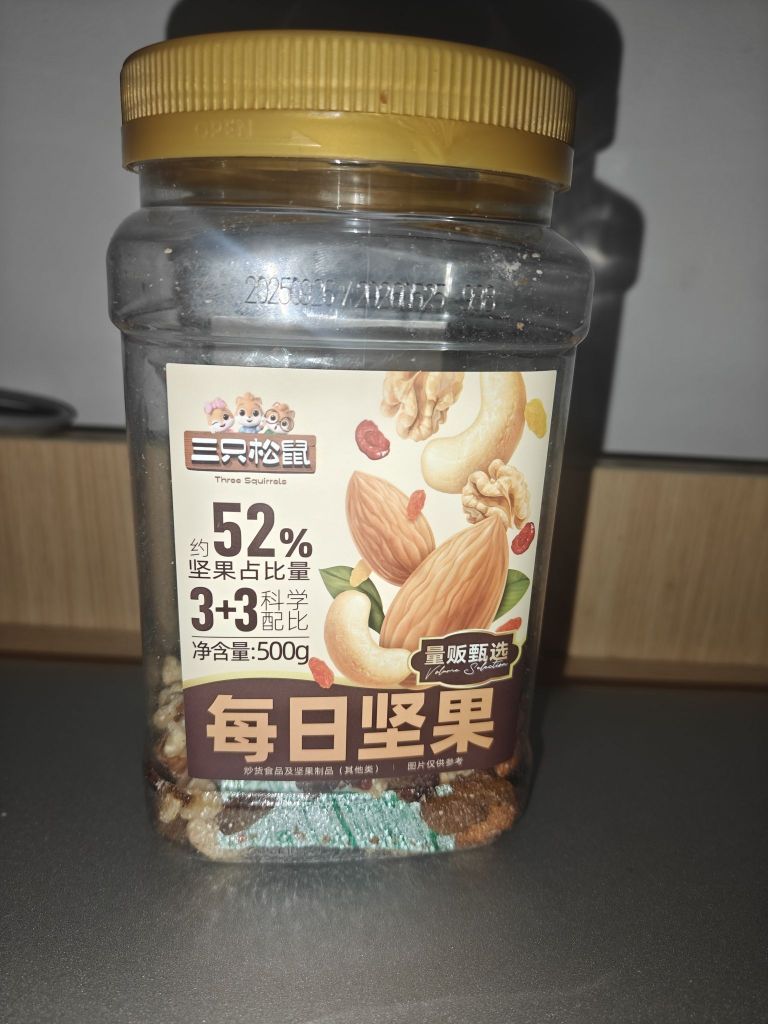 OPEN
三只松鼠
Three Squirrels
约52%
坚果占比量
3+3科学配比
净含量:500g
量贩甄选
Volume Selection
每日坚果
炒货食品及坚果制品（其他类） | 图片仅供参考